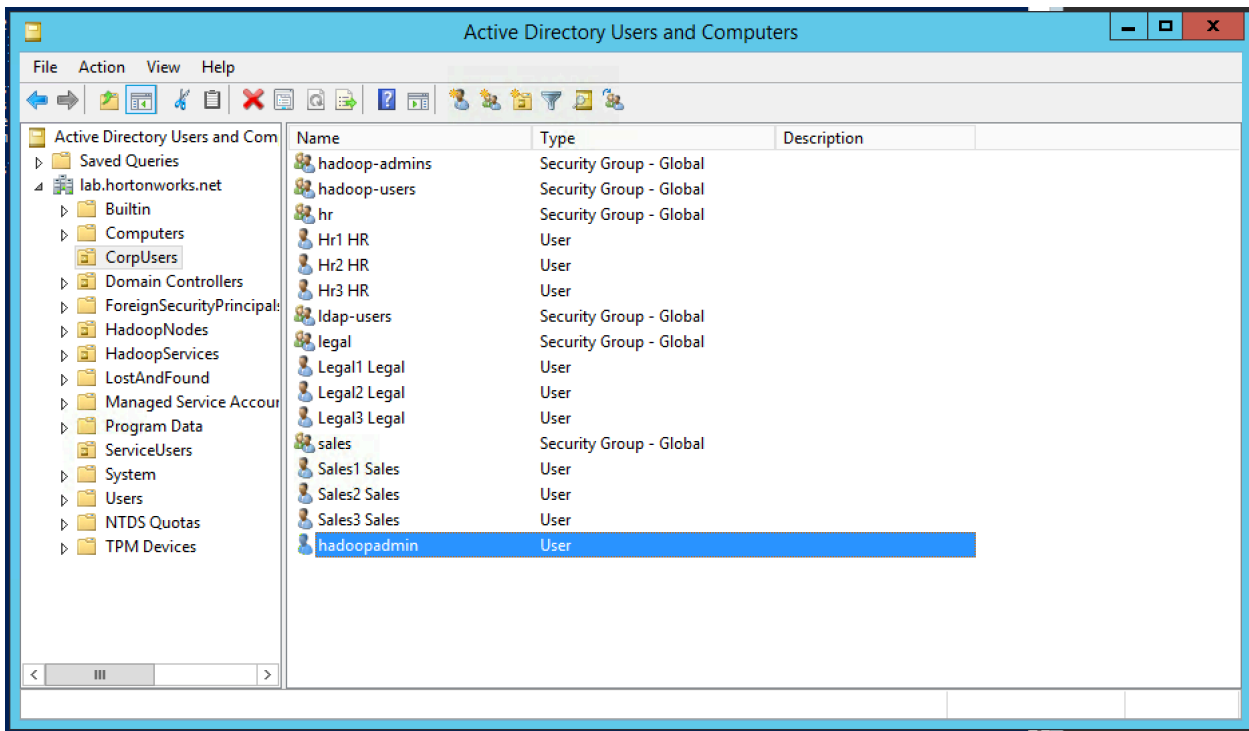 Active Directory Users and Computers
File Action View Help
Active Directory Users and Com
Saved Queries
lab.hortonworks.net
Builtin
Computers
CorpUsers
Domain Controllers
ForeignSecurityPrincipals
HadoopNodes
HadoopServices
LostAndFound
Managed Service Accour
Program Data
ServiceUsers
System
Users
NTDS Quotas
TPM Devices
Name Type Description
hadoop-admins Security Group - Global
hadoop-users Security Group - Global
hr Security Group - Global
Hr1 HR User
Hr2 HR User
Hr3 HR User
ldap-users Security Group - Global
legal Security Group - Global
Legal1 Legal User
Legal2 Legal User
Legal3 Legal User
sales Security Group - Global
Sales1 Sales User
Sales2 Sales User
Sales3 Sales User
hadoopadmin User